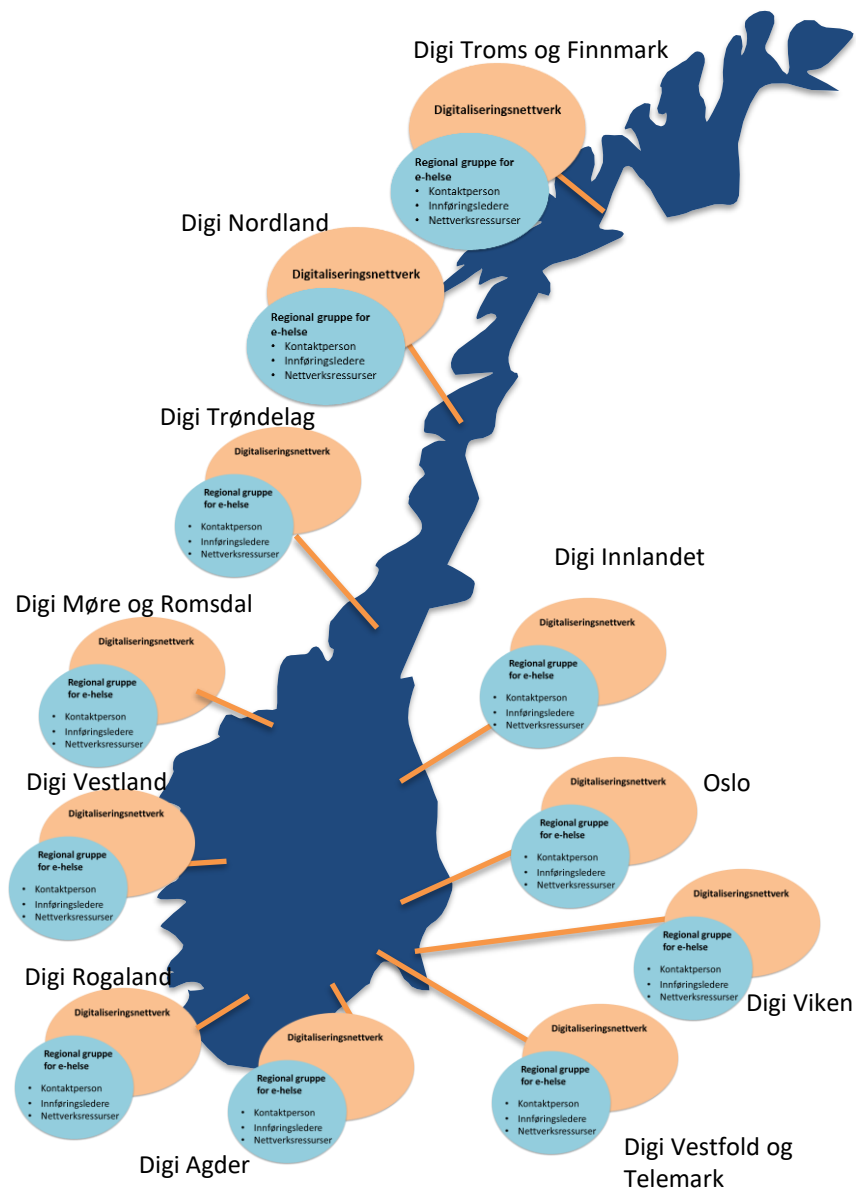 Digi Troms og Finnmark
Digitaliseringsnettverk
Regional gruppe for
e-helse
• Kontaktperson
• Innføringsledere
• Nettverksressurser
Digi Nordland
Digitaliseringsnettverk
Regional gruppe for
e-helse
• Kontaktperson
• Innføringsledere
• Nettverksressurser
Digi Trøndelag
Digitaliseringsnettverk
Regional gruppe
for e-helse
• Kontaktperson
• Innføringsledere
• Nettverksressurser
Digi Innlandet
Digitaliseringsnettverk
Regional gruppe
for e-helse
• Kontaktperson
• Innføringsledere
• Nettverksressurser
Digi Møre og Romsdal
Digitaliseringsnettverk
Regional gruppe
for e-helse
• Kontaktperson
• Innføringsledere
• Nettverksressurser
Digi Vestland
Digitaliseringsnettverk
Regional gruppe
for e-helse
• Kontaktperson
• Innføringsledere
• Nettverksressurser
Oslo
Digitaliseringsnettverk
Regional gruppe
for e-helse
• Kontaktperson
• Innføringsledere
• Nettverksressurser
Digitaliseringsnettverk
Regional gruppe
for e-helse
• Kontaktperson
• Innføringsledere
• Nettverksressurser
Digi Viken
Digi Rogaland
Digitaliseringsnettverk
Regional gruppe
for e-helse
• Kontaktperson
• Innføringsledere
• Nettverksressurser
Digitaliseringsnettverk
Regional gruppe
for e-helse
• Kontaktperson
• Innføringsledere
• Nettverksressurser
Digi Agder
Digitaliseringsnettverk
Regional gruppe
for e-helse
• Kontaktperson
• Innføringsledere
• Nettverksressurser
Digi Vestfold og
Telemark